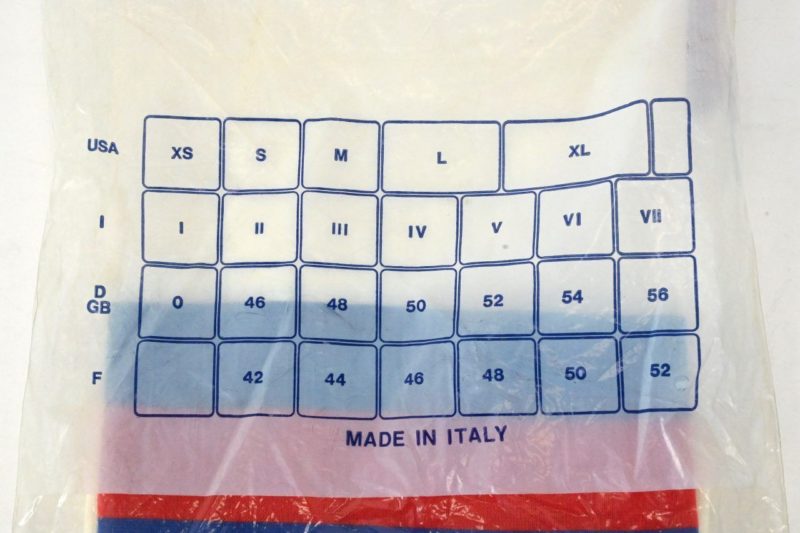 USA XS S M L XL
I I II III IV V VI VII
D
GB 0 46 48 50 52 54 56
F 42 44 46 48 50 52
MADE IN ITALY